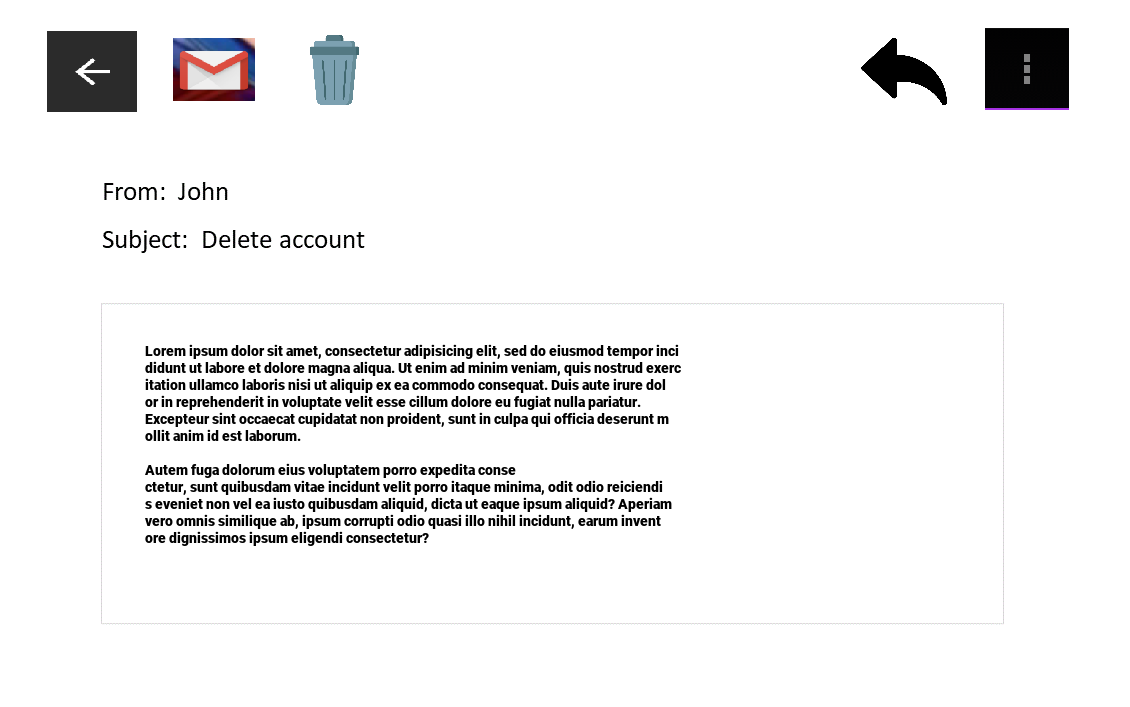 From: John
Subject: Delete account
Lorem ipsum dolor sit amet, consectetur adipisicing elit, sed do eiusmod tempor inci
didunt ut labore et dolore magna aliqua. Ut enim ad minim veniam, quis nostrud exerc
itation ullamco laboris nisi ut aliquip ex ea commodo consequat. Duis aute irure dol
or in reprehenderit in voluptate velit esse cillum dolore eu fugiat nulla pariatur.
Excepteur sint occaecat cupidatat non proident, sunt in culpa qui officia deserunt m
ollit anim id est laborum.
Autem fuga dolorum eius voluptatem porro expedita conse
ctetur, sunt quibusdam vitae incidunt velit porro itaque minima, odit odio reiciendi
s eveniet non vel ea iusto quibusdam aliquid, dicta ut eaque ipsum aliquid? Aperiam
vero omnis similique ab, ipsum corrupti odio quasi illo nihil incidunt, earum invent
ore dignissimos ipsum eligendi consectetur?